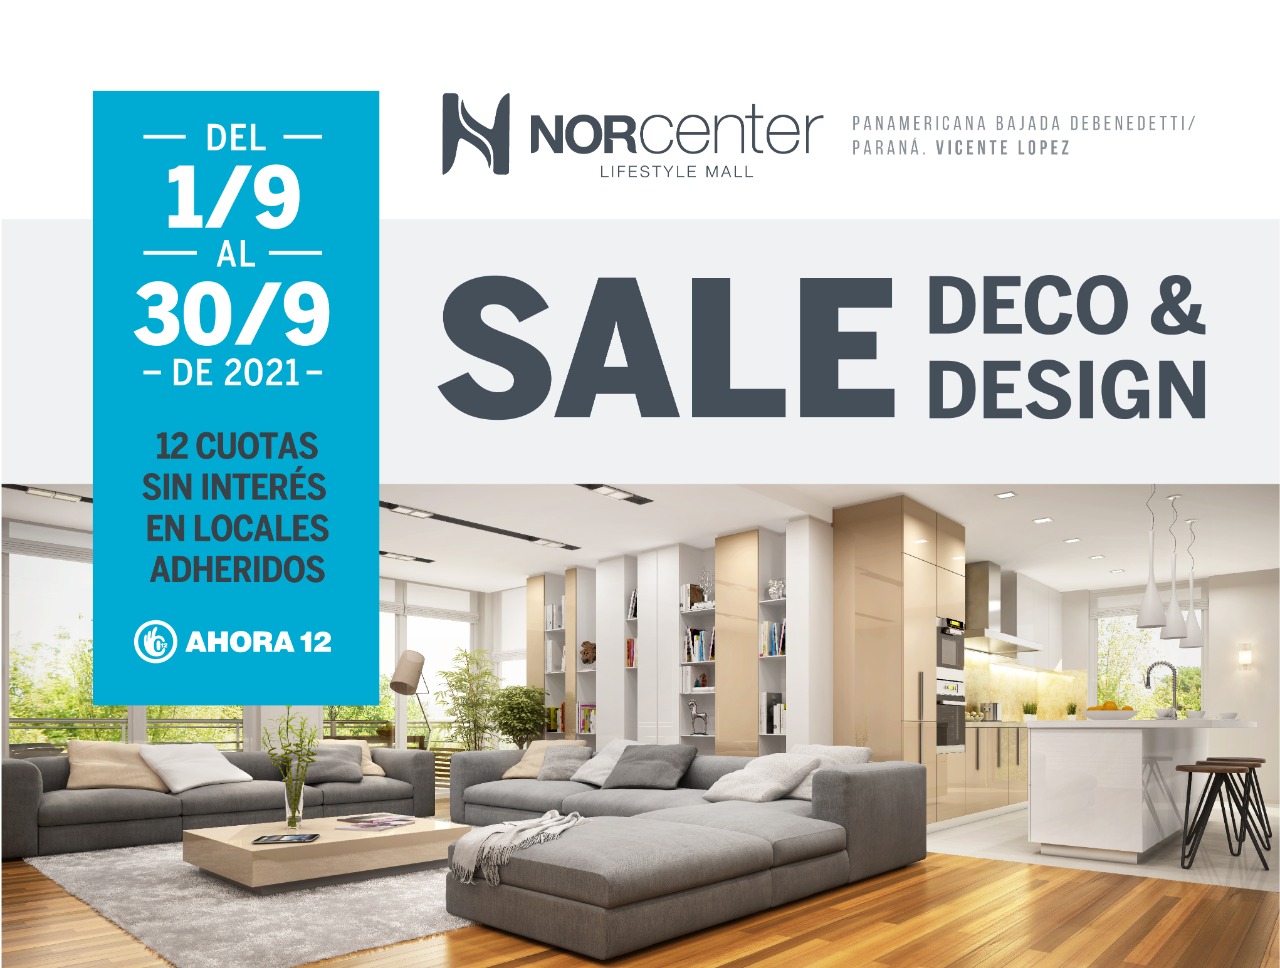 DEL
1/9
AL
30/9
- DE 2021 -
12 CUOTAS
SIN INTERÉS
EN LOCALES
ADHERIDOS
AHORA 12
NORcenter
LIFESTYLE MALL
PANAMERICANA BAJADA DEBENEDETTI/
PARANÁ. VICENTE LOPEZ
SALE
DECO &
DESIGN